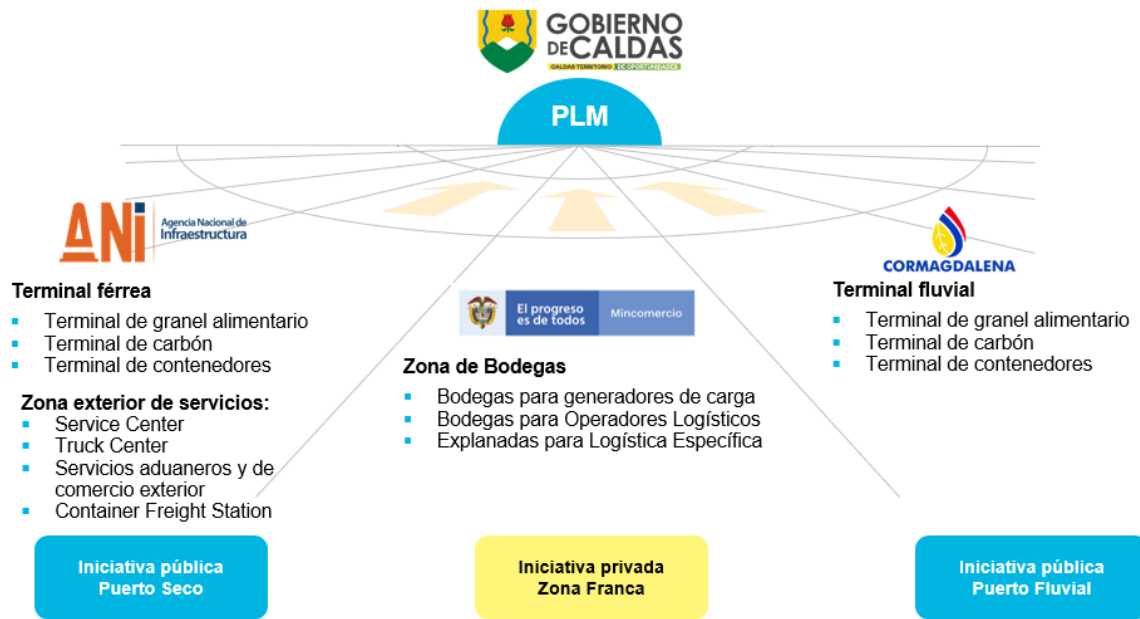 GOBIERNO
DE CALDAS
CALDAS TERRITORIO DE OPORTUNIDADES
PLM
ANi
Agencia Nacional de
Infraestructura
Terminal férrea
Terminal de granel alimentario
Terminal de carbón
Terminal de contenedores
Zona exterior de servicios:
Service Center
Truck Center
Servicios aduaneros y de
comercio exterior
Container Freight Station
Iniciativa pública
Puerto Seco
El progreso
es de todos
Mincomercio
Zona de Bodegas
Bodegas para generadores de carga
Bodegas para Operadores Logísticos
Explanadas para Logística Específica
Iniciativa privada
Zona Franca
CORMAGDALENA
Terminal fluvial
Terminal de granel alimentario
Terminal de carbón
Terminal de contenedores
Iniciativa pública
Puerto Fluvial